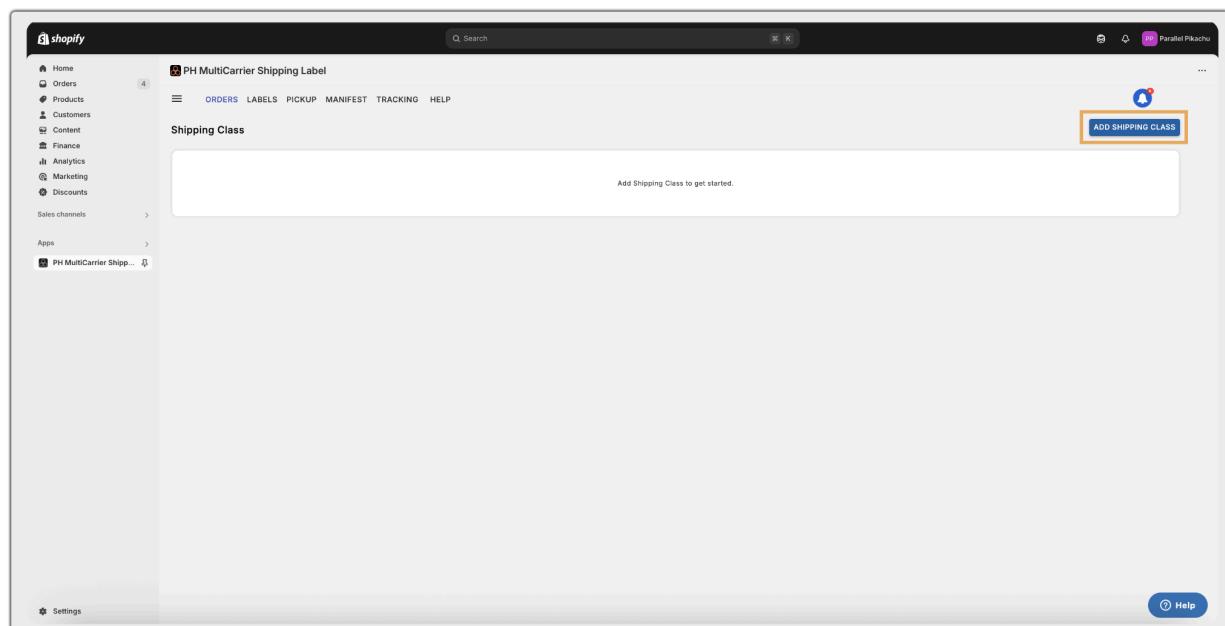 shopify
Search
⌘ K
PP Parallel Pikachu
Home
Orders 4
Products
Customers
Content
Finance
Analytics
Marketing
Discounts
Sales channels
Apps
PH MultiCarrier Shipp...
Settings
PH MultiCarrier Shipping Label
ORDERS LABELS PICKUP MANIFEST TRACKING HELP
Shipping Class
ADD SHIPPING CLASS
Add Shipping Class to get started.
Help